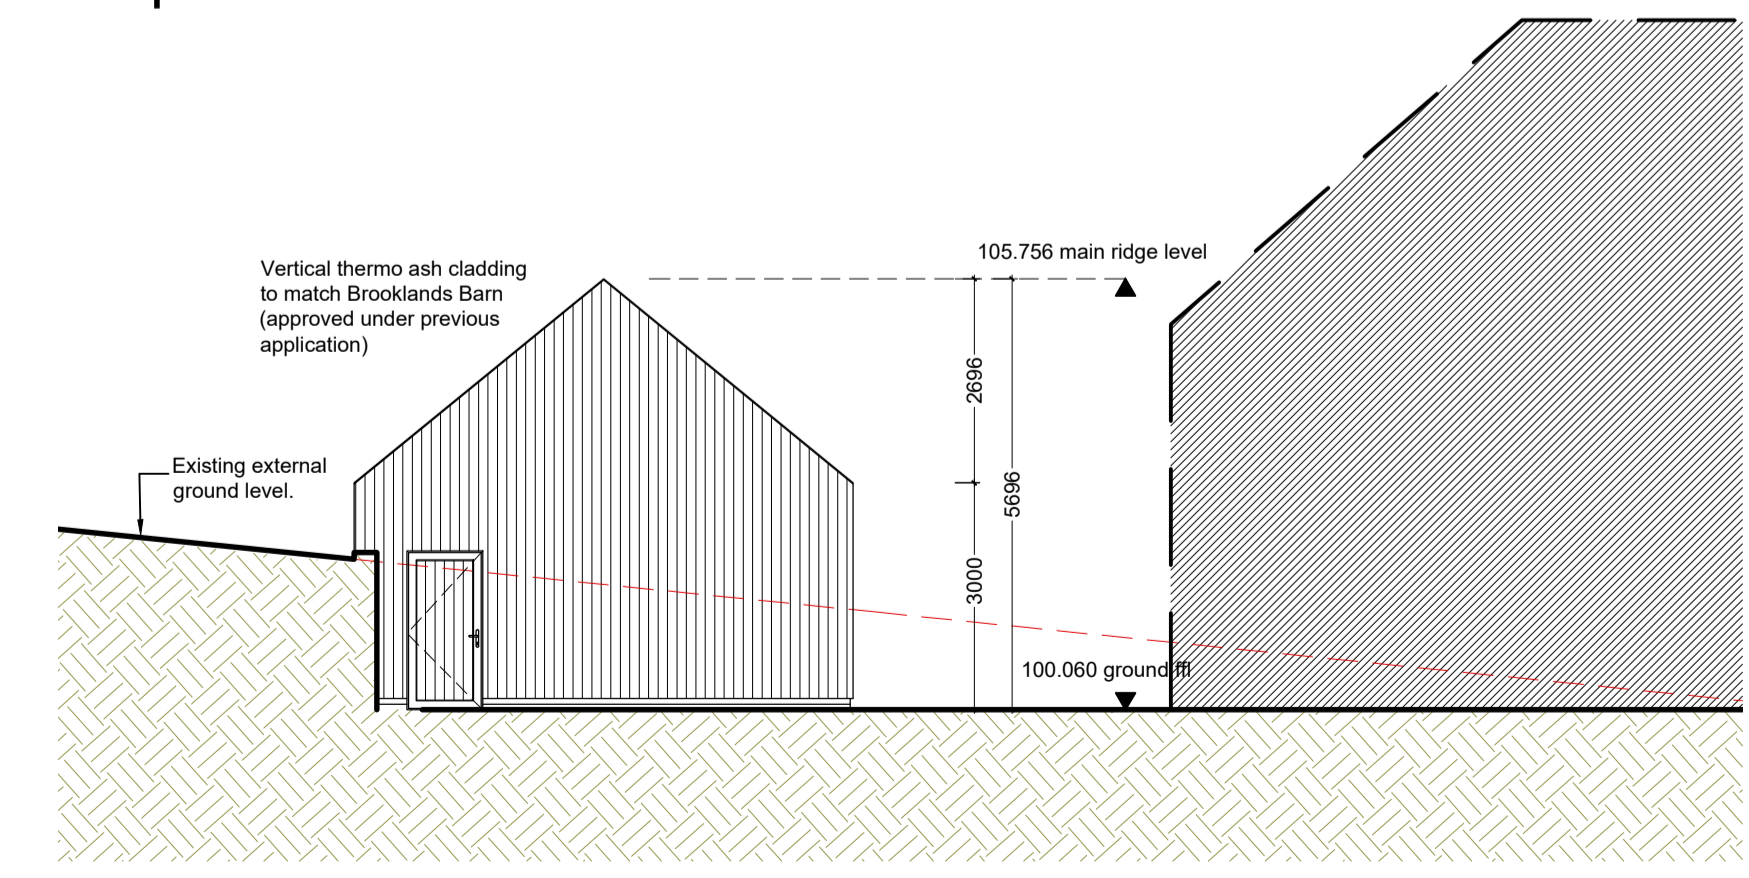 105.756 main ridge level
Vertical thermo ash cladding
to match Brooklands Barn
(approved under previous
application)
2696
Existing external
ground level.
5696
3000
100.060 ground ffl